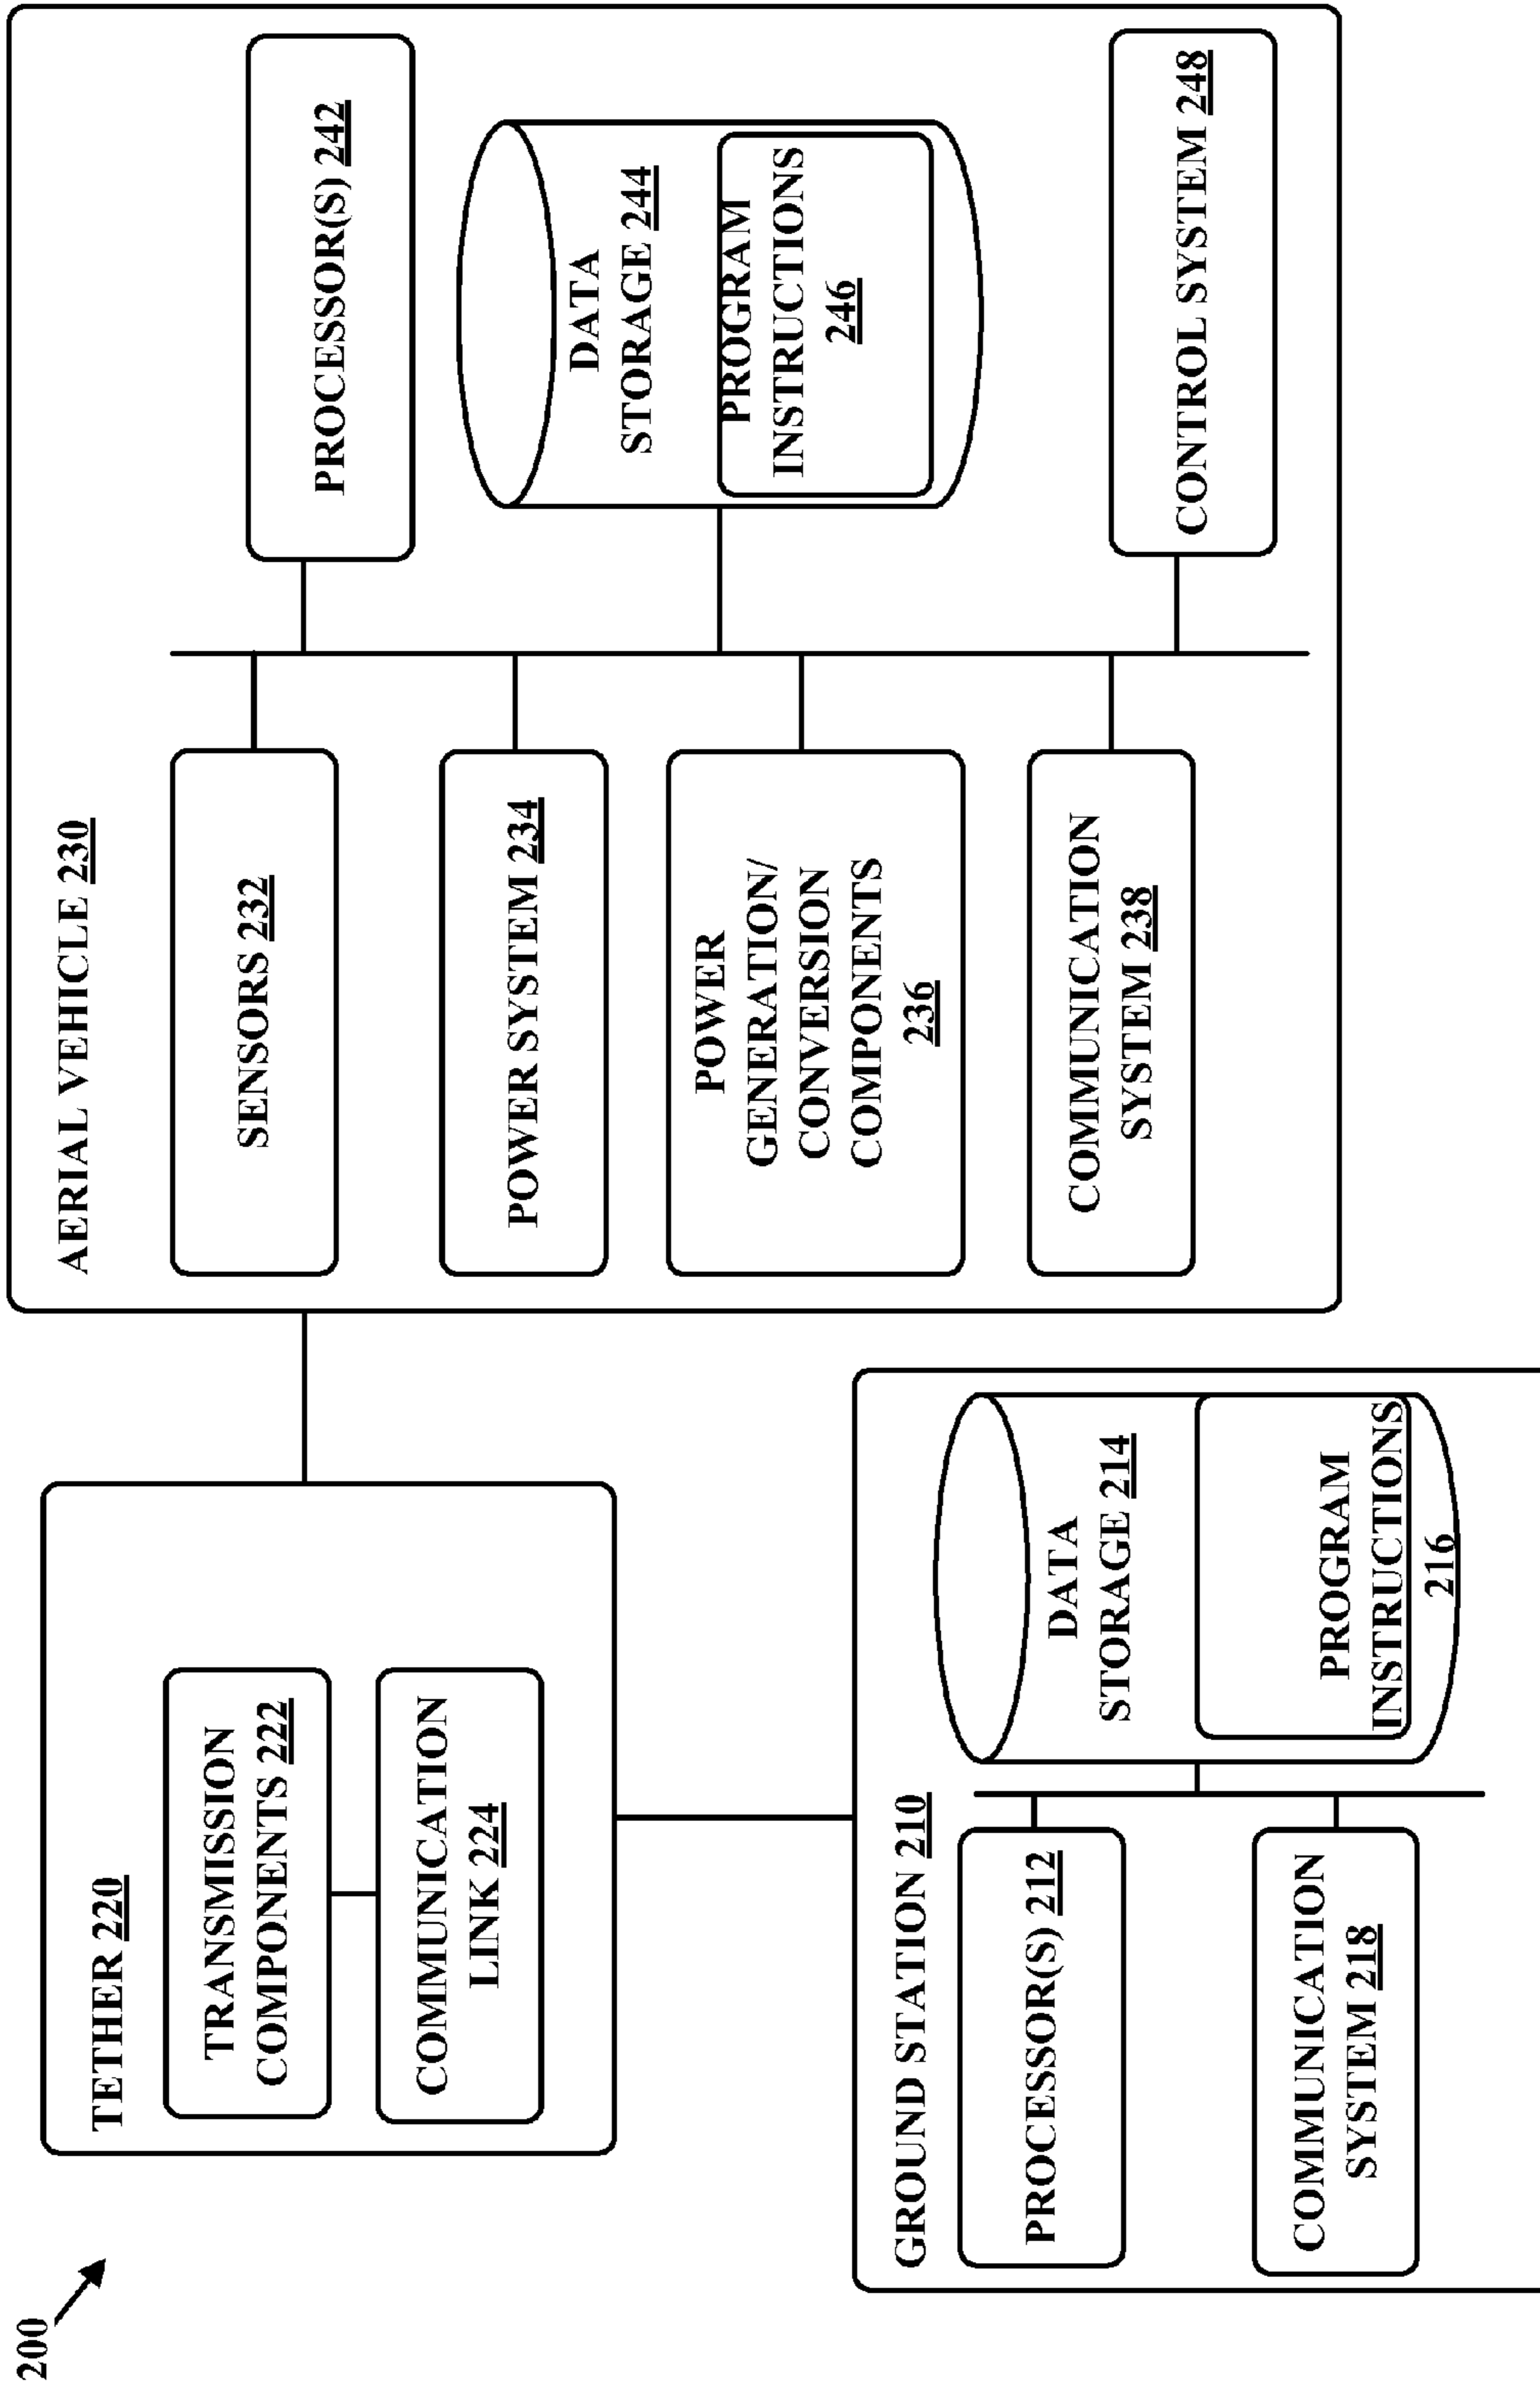 200
TETHER 220
TRANSMISSION
COMPONENTS 222
COMMUNICATION
LINK 224
GROUND STATION 210
PROCESSOR(S) 212
COMMUNICATION
SYSTEM 218
DATA
STORAGE 214
PROGRAM
INSTRUCTIONS
216
AERIAL VEHICLE 230
SENSORS 232
POWER SYSTEM 234
POWER
GENERATION/
CONVERSION
COMPONENTS
236
COMMUNICATION
SYSTEM 238
PROCESSOR(S) 242
DATA
STORAGE 244
PROGRAM
INSTRUCTIONS
246
CONTROL SYSTEM 248